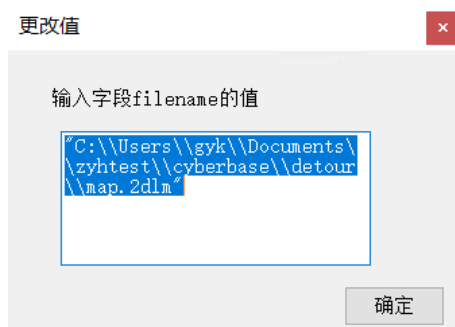 更改值
×
输入字段filename的值
"C:\\Users\\gyk\\Documents\
\zyhtest\\cyberbase\\detour
\\map.2dlm"
确定